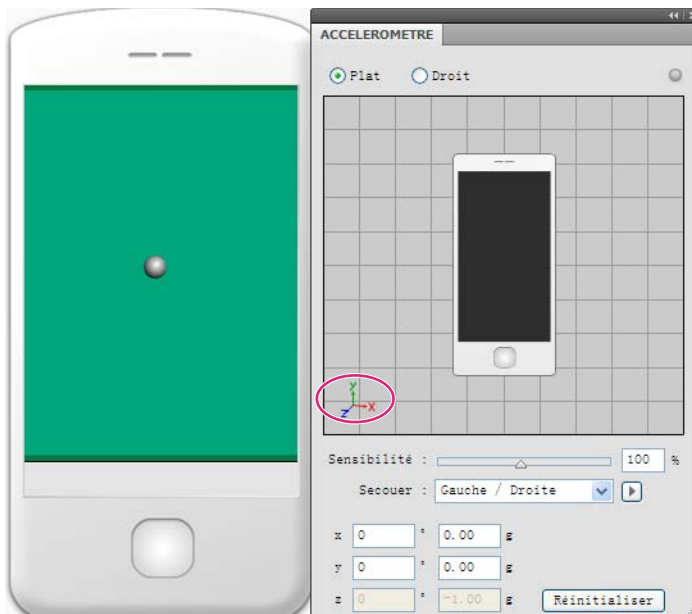 ACCELEROMETRE
Plat Droit
Y
Z X
Sensibilité : 100 %
Secouer : Gauche / Droite
x 0 ° 0.00 g
y 0 ° 0.00 g
z 0 ° -1.00 g Réinitialiser